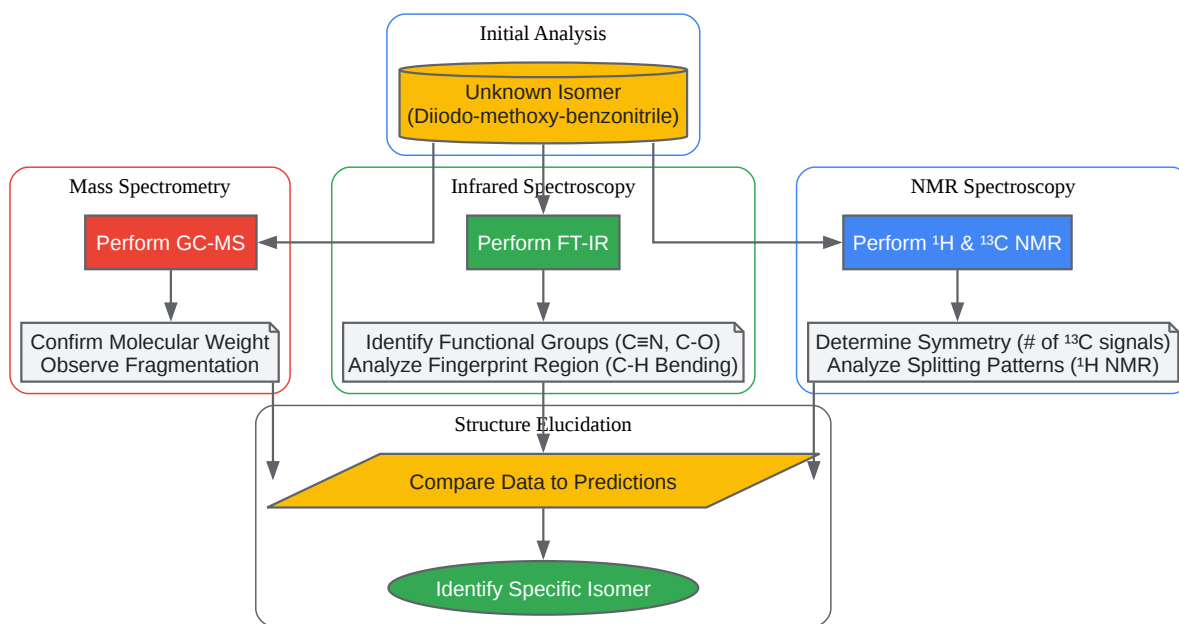 Initial Analysis
Unknown Isomer
(Diiodo-methoxy-benzonitrile)
Mass Spectrometry
Infrared Spectroscopy
NMR Spectroscopy
Perform GC-MS
Perform FT-IR
Perform ¹H & ¹³C NMR
Confirm Molecular Weight
Observe Fragmentation
Identify Functional Groups (C≡N, C-O)
Analyze Fingerprint Region (C-H Bending)
Determine Symmetry (# of ¹³C signals)
Analyze Splitting Patterns (¹H NMR)
Structure Elucidation
Compare Data to Predictions
Identify Specific Isomer